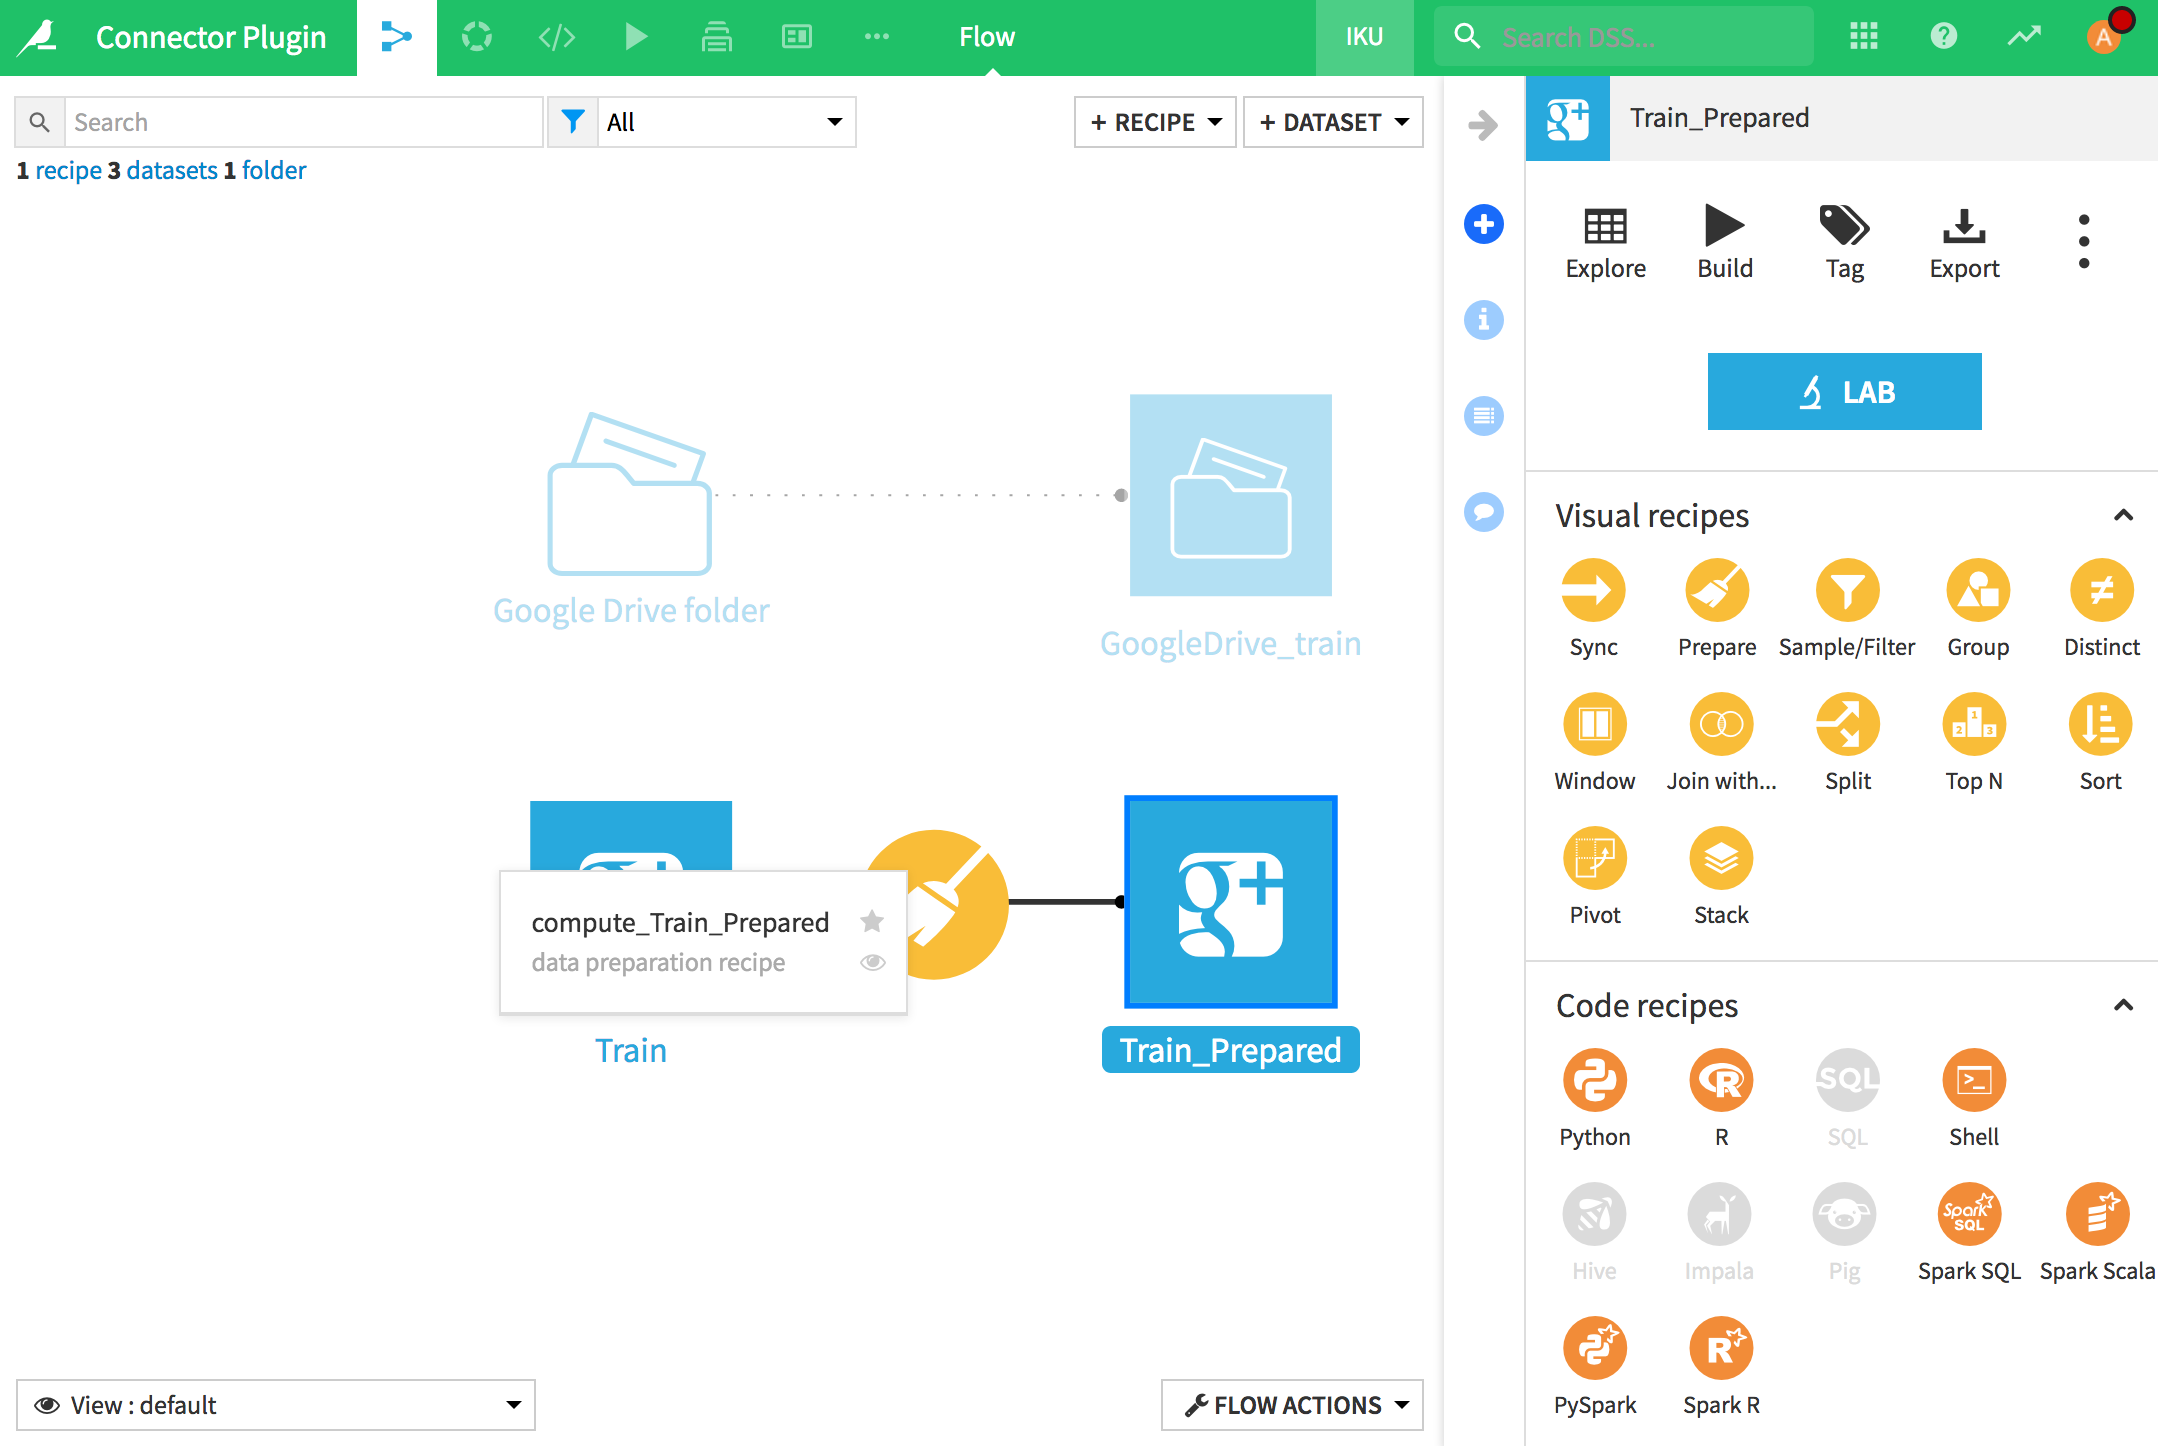 Connector Plugin
Flow
IKU
Search DSS...
Search
All
+ RECIPE
+ DATASET
1 recipe 3 datasets 1 folder
Google Drive folder
GoogleDrive_train
compute_Train_Prepared
data preparation recipe
Train
Train_Prepared
View : default
FLOW ACTIONS
Train_Prepared
Explore
Build
Tag
Export
LAB
Visual recipes
Sync
Prepare
Sample/Filter
Group
Distinct
Window
Join with...
Split
Top N
Sort
Pivot
Stack
Code recipes
Python
R
SQL
SQL
Shell
Hive
Impala
Pig
Spark SQL
Spark SQL
Spark Scala
PySpark
Spark R
A